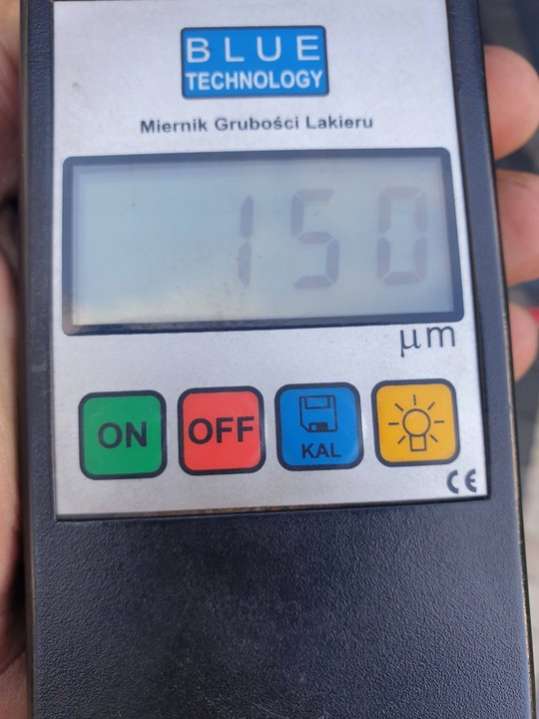 BLUE
TECHNOLOGY
Miernik Grubości Lakieru
150
μm
ON OFF KAL
CE